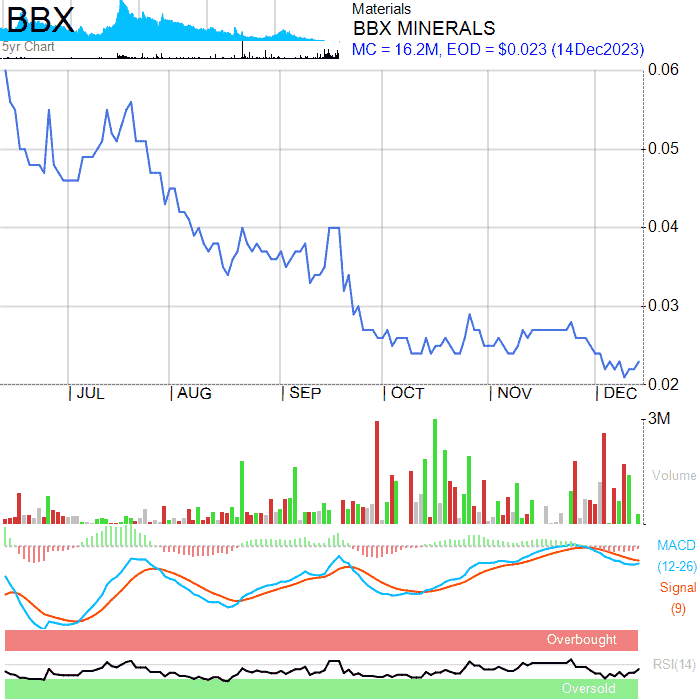 BBX
5yr Chart
Materials
BBX MINERALS
MC = 16.2M, EOD = $0.023 (14Dec2023)
0.06
0.05
0.04
0.03
0.02
JUL AUG SEP OCT NOV DEC
3M
Volume
MACD
(12-26)
Signal
(9)
Overbought
RSI(14)
Oversold